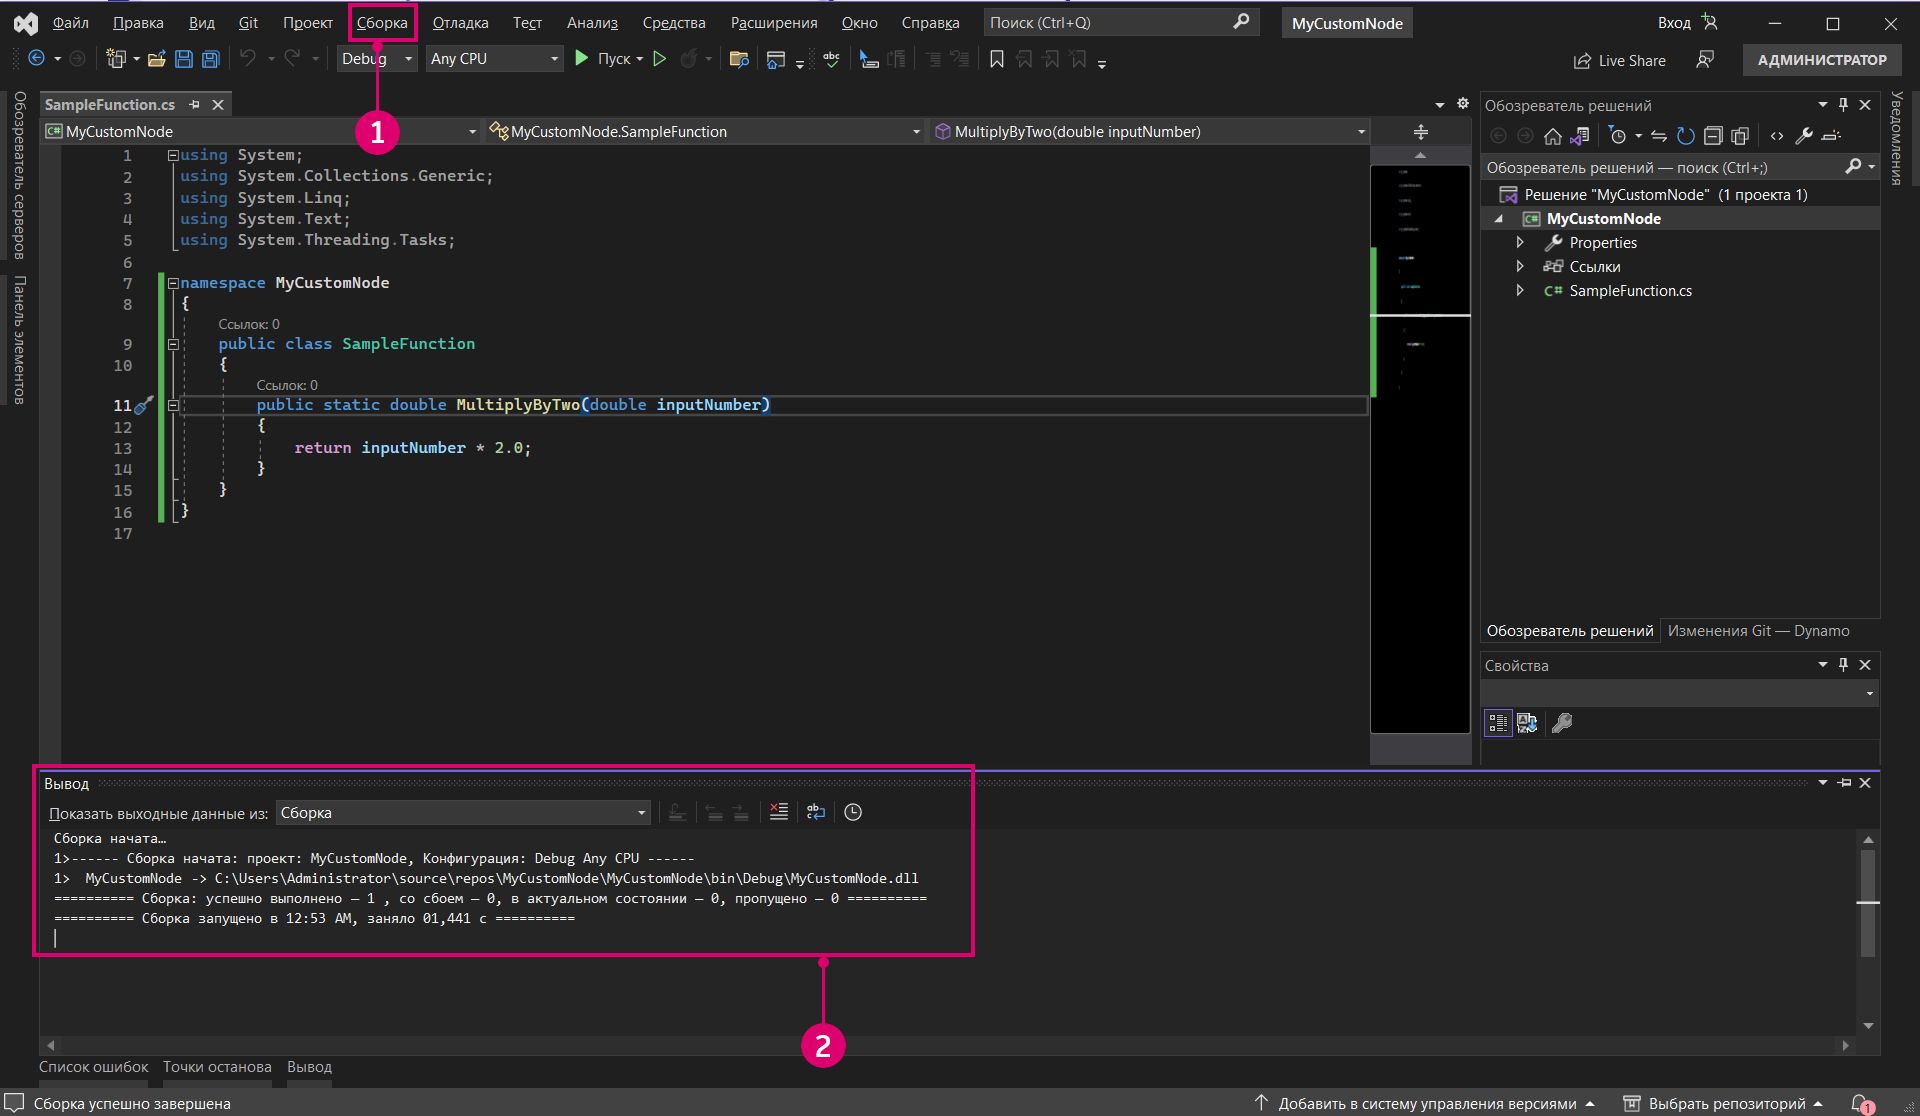 Файл Правка Вид Git Проект Сборка Отладка Тест Анализ Средства Расширения Окно Справка Поиск (Ctrl+Q) MyCustomNode Вход
Debug Any CPU Пуск Live Share АДМИНИСТРАТОР
Обозреватель серверов
Панель элементов
SampleFunction.cs
1
MyCustomNode MyCustomNode.SampleFunction MultiplyByTwo(double inputNumber)
1 using System;
2 using System.Collections.Generic;
3 using System.Linq;
4 using System.Text;
5 using System.Threading.Tasks;
6
7 namespace MyCustomNode
8 {
Ссылок: 0
9 public class SampleFunction
10 {
Ссылок: 0
11 public static double MultiplyByTwo(double inputNumber)
12 {
13 return inputNumber * 2.0;
14 }
15 }
16 }
17
Обозреватель решений
Обозреватель решений — поиск (Ctrl+;)
Решение "MyCustomNode" (1 проекта 1)
MyCustomNode
Properties
Ссылки
SampleFunction.cs
Обозреватель решений Изменения Git — Dynamo
Свойства
Уведомления
Вывод
Показать выходные данные из: Сборка
Сборка начата…
1>------ Сборка начата: проект: MyCustomNode, Конфигурация: Debug Any CPU ------
1> MyCustomNode -> C:\Users\Administrator\source\repos\MyCustomNode\MyCustomNode\bin\Debug\MyCustomNode.dll
========== Сборка: успешно выполнено — 1 , со сбоем — 0, в актуальном состоянии — 0, пропущено — 0 ==========
========== Сборка запущено в 12:53 AM, заняло 01,441 с ==========
2
Список ошибок Точки останова Вывод
Сборка успешно завершена Добавить в систему управления версиями Выбрать репозиторий 1